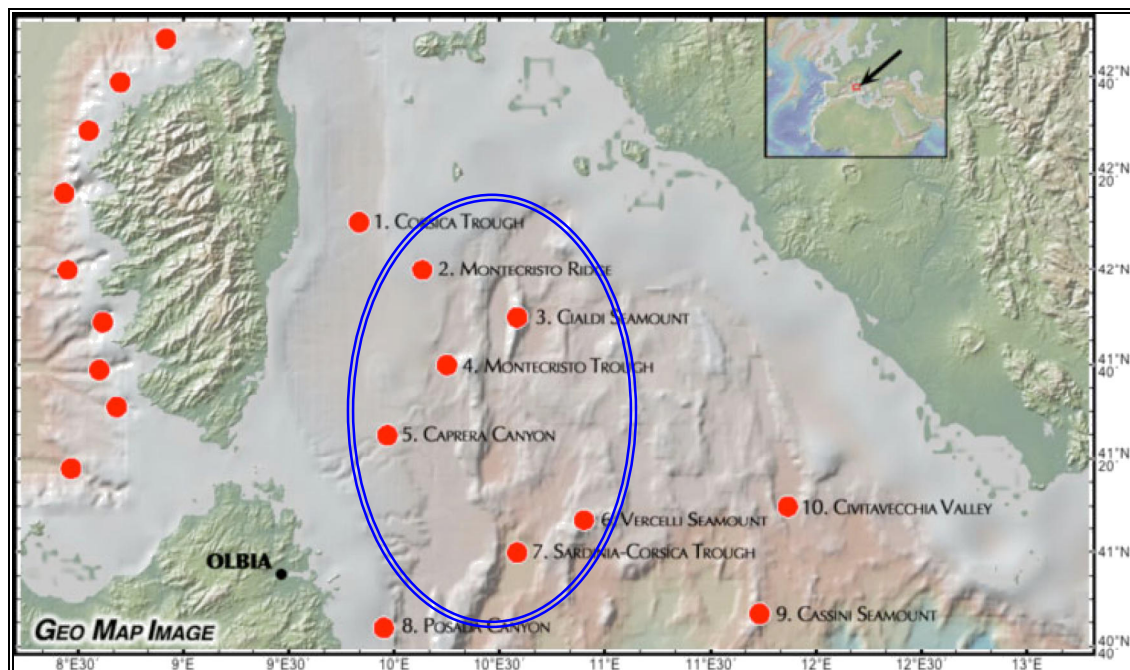 42°N
40'
42°N
20'
1. CORSICA TROUGH
2. MONTECRISTO RIDGE
42°N
3. CIALDI SEAMOUNT
4. MONTECRISTO TROUGH
41°N
40'
5. CAPRERA CANYON
41°N
20'
6. VERCELLI SEAMOUNT
10. CIVITAVECCHIA VALLEY
7. SARDINIA-CORSICA TROUGH
41°N
OLBIA
9. CASSINI SEAMOUNT
8. POSADA CANYON
GEO MAP IMAGE
40°N
8°E30' 9°E 9°E30' 10°E 10°E30' 11°E 11°E30' 12°E 12°E30' 13°E